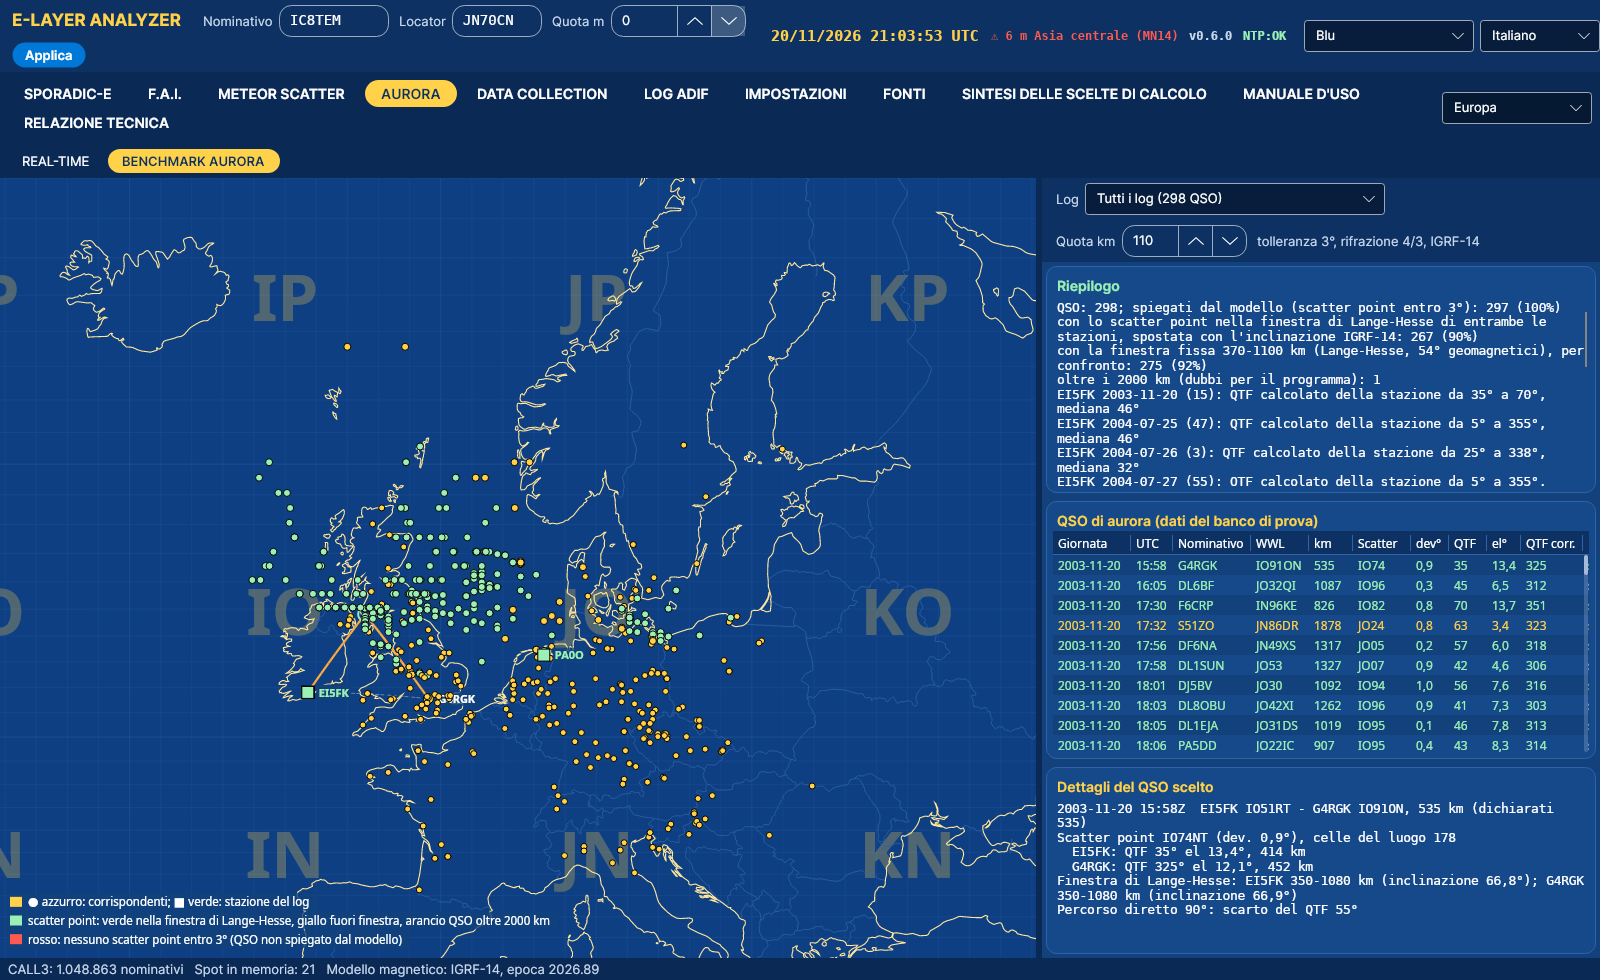 E-LAYER ANALYZER
Nominativo IC8TEM Locator JN70CN Quota m 0
20/11/2026 21:03:53 UTC ⚠ 6 m Asia centrale (MN14) v0.6.0 NTP:OK Blu Italiano
Applica
SPORADIC-E F.A.I. METEOR SCATTER AURORA DATA COLLECTION LOG ADIF IMPOSTAZIONI FONTI SINTESI DELLE SCELTE DI CALCOLO MANUALE D'USO
RELAZIONE TECNICA
Europa
REAL-TIME BENCHMARK AURORA
IP JP KP
IO JO KO
IN JN KN
EI5FK
PA0O
Log Tutti i log (298 QSO)
Quota km 110 tolleranza 3°, rifrazione 4/3, IGRF-14
Riepilogo
QSO: 298; spiegati dal modello (scatter point entro 3°): 297 (100%)
con lo scatter point nella finestra di Lange-Hesse di entrambe le
stazioni, spostata con l'inclinazione IGRF-14: 267 (90%)
con la finestra fissa 370-1100 km (Lange-Hesse, 54° geomagnetici), per
confronto: 275 (92%)
oltre i 2000 km (dubbi per il programma): 1
EI5FK 2003-11-20 (15): QTF calcolato della stazione da 35° a 70°,
mediana 46°
EI5FK 2004-07-25 (47): QTF calcolato della stazione da 5° a 355°,
mediana 46°
EI5FK 2004-07-26 (3): QTF calcolato della stazione da 25° a 338°,
mediana 32°
EI5FK 2004-07-27 (55): QTF calcolato della stazione da 5° a 355°.
QSO di aurora (dati del banco di prova)
Giornata UTC Nominativo WWL km Scatter dev° QTF el° QTF corr.
2003-11-20 15:58 G4RGK IO91ON 535 IO74 0,9 35 13,4 325
2003-11-20 16:05 DL6BF JO32QI 1087 IO96 0,3 45 6,5 312
2003-11-20 17:30 F6CRP IN96KE 826 IO82 0,8 70 13,7 351
2003-11-20 17:32 S51ZO JN86DR 1878 JO24 0,8 63 3,4 323
2003-11-20 17:56 DF6NA JN49XS 1317 JO05 0,2 57 6,0 318
2003-11-20 17:58 DL1SUN JO53 1327 JO07 0,9 42 4,6 306
2003-11-20 18:01 DJ5BV JO30 1092 IO94 1,0 56 7,6 316
2003-11-20 18:03 DL8OBU JO42XI 1262 IO96 0,9 41 7,3 303
2003-11-20 18:05 DL1EJA JO31DS 1019 IO95 0,1 46 7,8 313
2003-11-20 18:06 PA5DD JO22IC 907 IO95 0,4 43 8,3 314
Dettagli del QSO scelto
2003-11-20 15:58Z EI5FK IO51RT - G4RGK IO91ON, 535 km (dichiarati
535)
Scatter point IO74NT (dev. 0,9°), celle del luogo 178
EI5FK: QTF 35° el 13,4°, 414 km
G4RGK: QTF 325° el 12,1°, 452 km
Finestra di Lange-Hesse: EI5FK 350-1080 km (inclinazione 66,8°); G4RGK
350-1080 km (inclinazione 66,9°)
Percorso diretto 90°: scarto del QTF 55°
azzurro: corrispondenti; verde: stazione del log
scatter point: verde nella finestra di Lange-Hesse, giallo fuori finestra, arancio QSO oltre 2000 km
rosso: nessuno scatter point entro 3° (QSO non spiegato dal modello)
CALL3: 1.048.863 nominativi Spot in memoria: 21 Modello magnetico: IGRF-14, epoca 2026.89